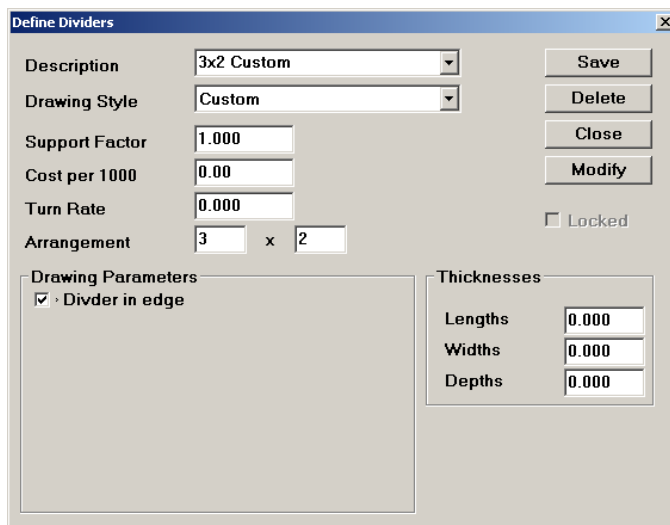 Define Dividers
Description 3x2 Custom Save
Drawing Style Custom Delete
Support Factor 1.000 Close
Cost per 1000 0.00 Modify
Turn Rate 0.000
Locked
Arrangement 3 x 2
Drawing Parameters
Divder in edge
Thicknesses
Lengths 0.000
Widths 0.000
Depths 0.000